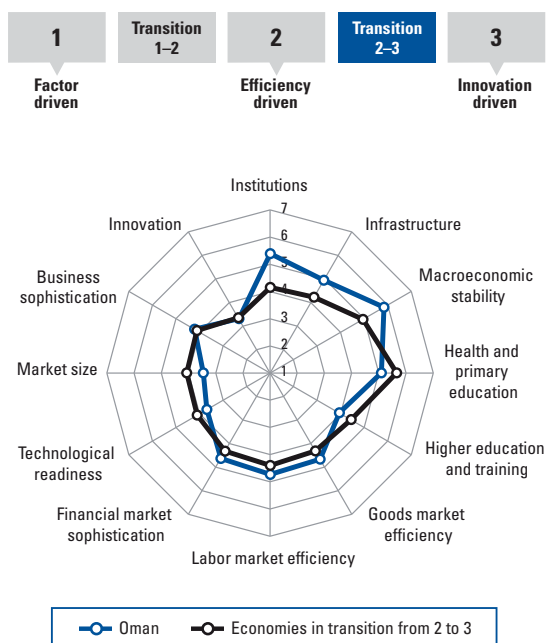 1
Transition
1–2
2
Transition
2–3
3
Factor
driven
Efficiency
driven
Innovation
driven
Institutions
7
Innovation
Infrastructure
6
Business
sophistication
5
Macroeconomic
stability
4
3
2
Market size
1
Health and
primary
education
Technological
readiness
Higher education
and training
Financial market
sophistication
Goods market
efficiency
Labor market efficiency
Oman
Economies in transition from 2 to 3